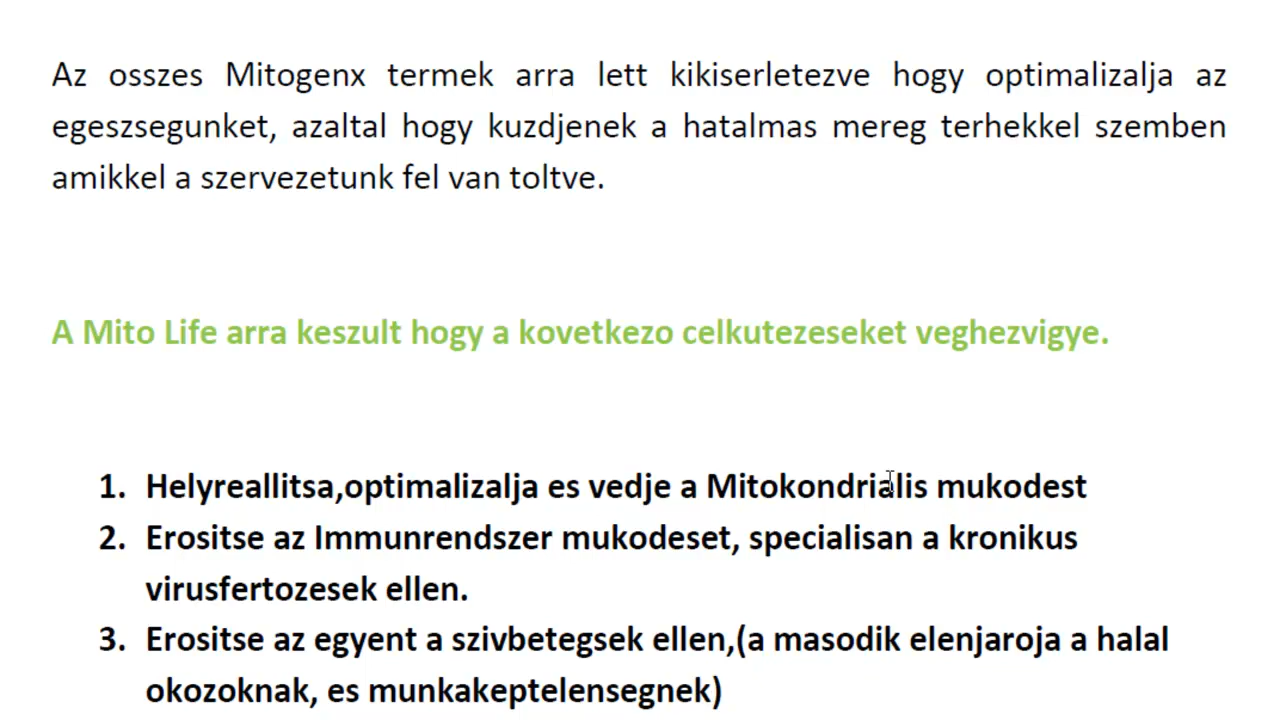 Az osszes Mitogenx termek arra lett kikiserletezve hogy optimalizalja az
egeszsegunket, azaltal hogy kuzdjenek a hatalmas mereg terhekkel szemben
amikkel a szervezetunk fel van toltve.
A Mito Life arra keszult hogy a kovetkezo celkutezeseket veghezvigye.
1. Helyreallitsa,optimalizalja es vedje a Mitokondrialis mukodest
2. Erositse az Immunrendszer mukodeset, specialisan a kronikus
virusfertozesek ellen.
3. Erositse az egyent a szivbetegsek ellen,(a masodik elenjaroja a halal
okozoknak, es munkakeptelensegnek)